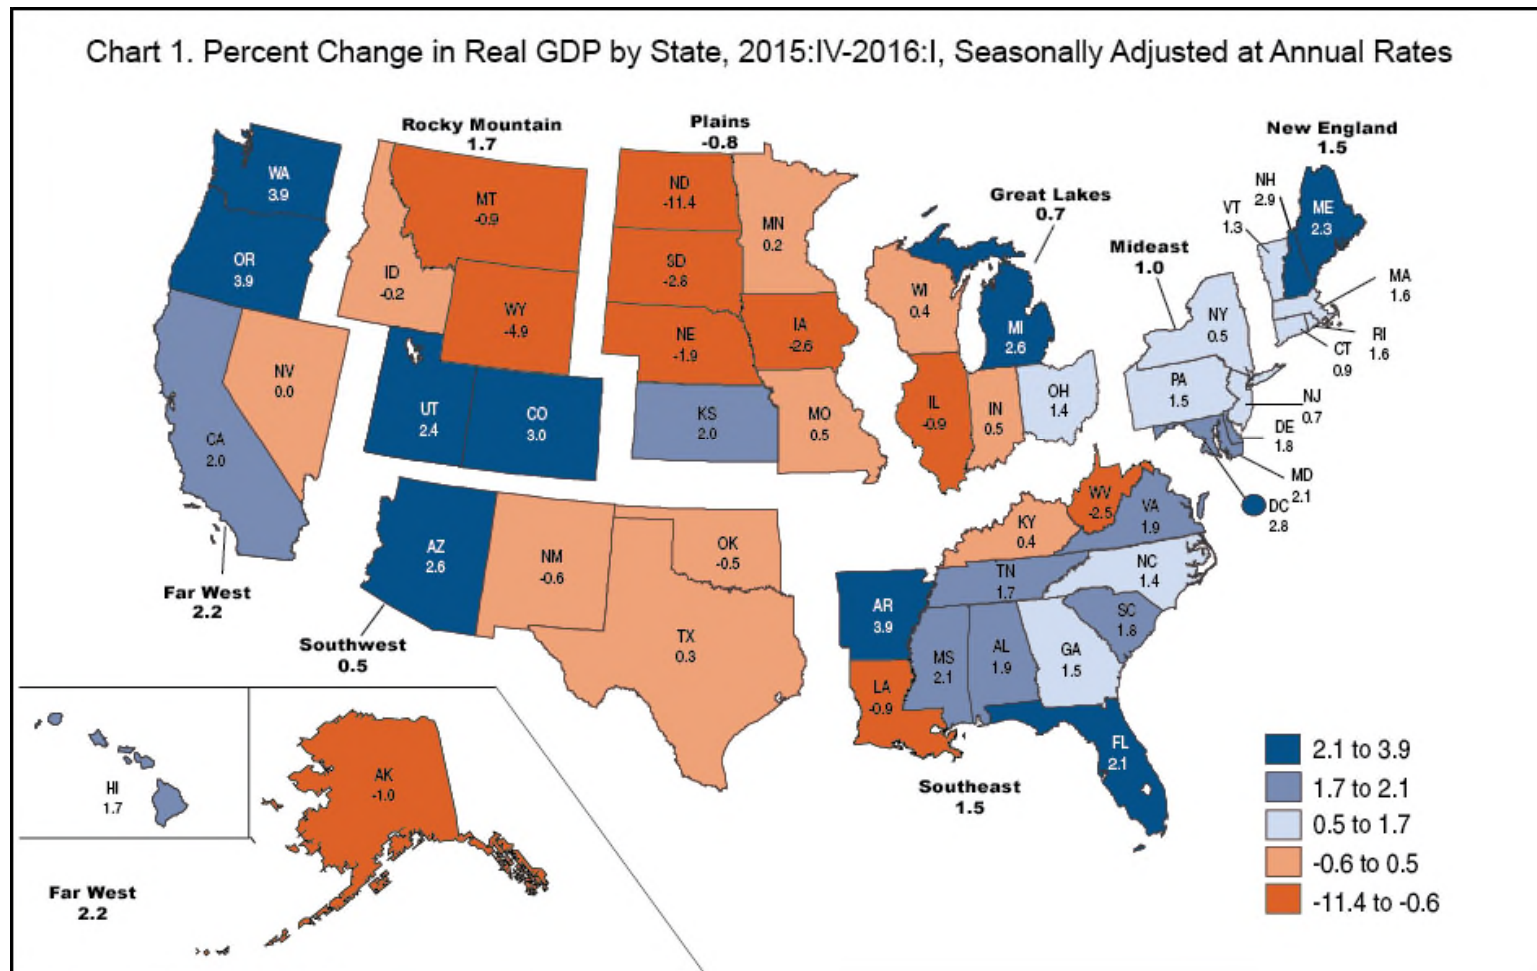 Chart 1. Percent Change in Real GDP by State, 2015:IV-2016:I, Seasonally Adjusted at Annual Rates
Rocky Mountain
1.7
Plains
-0.8
New England
1.5
Great Lakes
0.7
Mideast
1.0
WA
3.9
OR
3.9
CA
2.0
NV
0.0
ID
-0.2
MT
-0.9
WY
-4.9
UT
2.4
CO
3.0
ND
-11.4
SD
-2.8
NE
-1.9
KS
2.0
MN
0.2
IA
-2.6
MO
0.5
WI
0.4
IL
-0.9
MI
2.6
IN
0.5
OH
1.4
NH
2.9
VT
1.3
ME
2.3
MA
1.6
RI
1.6
CT
0.9
NY
0.5
PA
1.5
NJ
0.7
DE
1.8
MD
2.1
DC
2.8
Far West
2.2
AZ
2.6
NM
-0.6
OK
-0.5
TX
0.3
Southwest
0.5
WV
-2.5
VA
1.9
KY
0.4
TN
1.7
NC
1.4
SC
1.8
AR
3.9
LA
-0.9
MS
2.1
AL
1.9
GA
1.5
FL
2.1
Southeast
1.5
HI
1.7
AK
-1.0
Far West
2.2
2.1 to 3.9
1.7 to 2.1
0.5 to 1.7
-0.6 to 0.5
-11.4 to -0.6